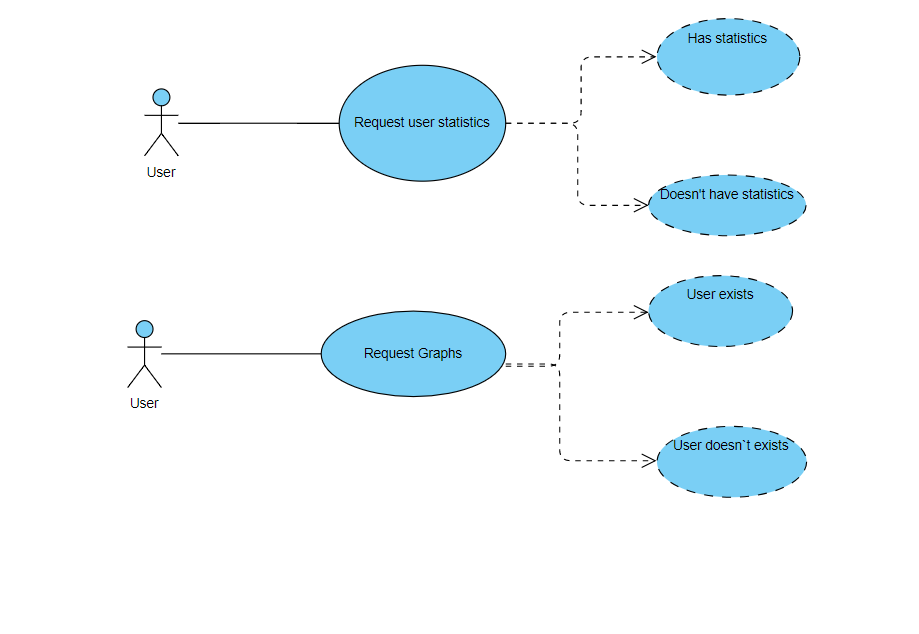 Has statistics
Request user statistics
User
Doesn't have statistics
User exists
Request Graphs
User
User doesn`t exists